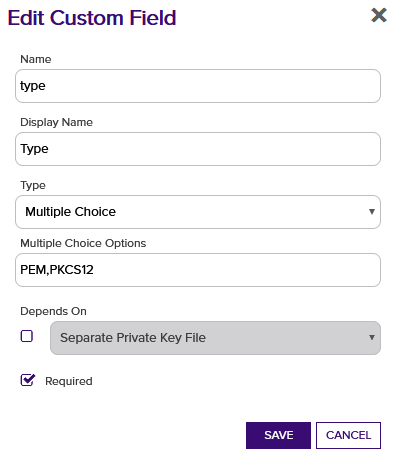 Edit Custom Field
Name
type
Display Name
Type
Type
Multiple Choice
Multiple Choice Options
PEM,PKCS12
Depends On
Separate Private Key File
Required
SAVE CANCEL